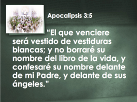 Apocalipsis 3:5
“El que venciere
será vestido de vestiduras
blancas; y no borraré su
nombre del libro de la vida, y
confesaré su nombre delante
de mi Padre, y delante de sus
ángeles.”